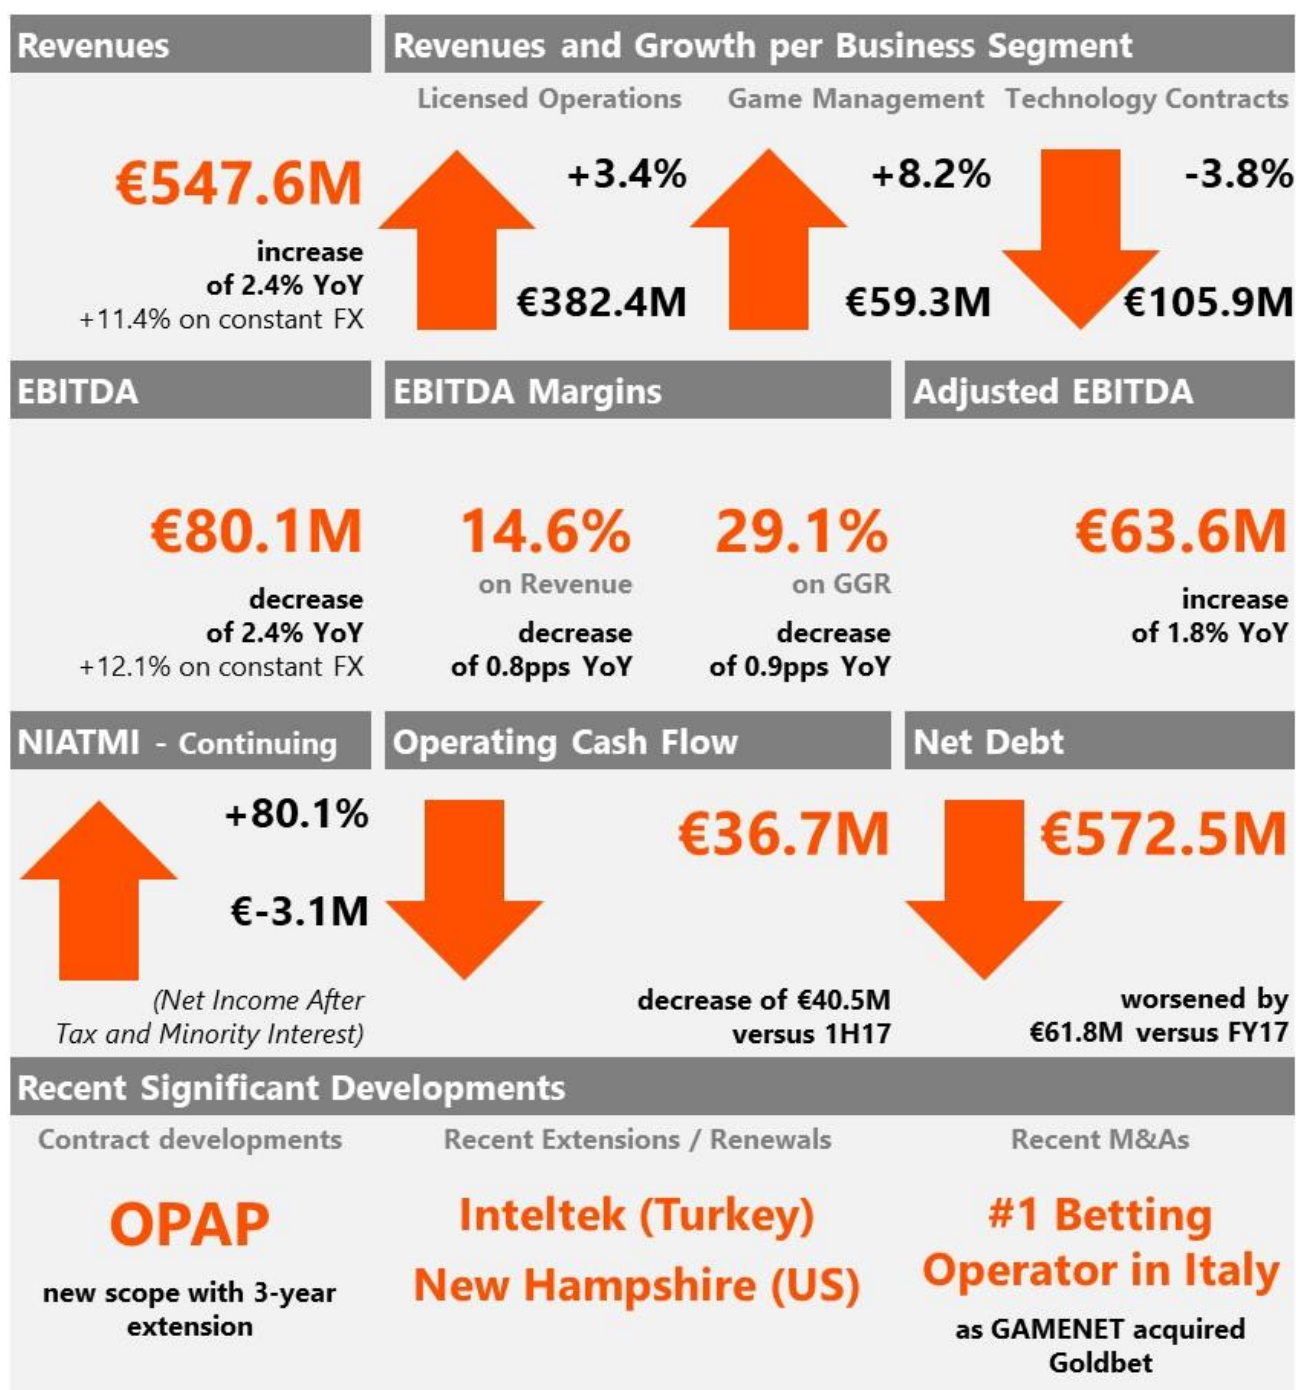 Revenues
€547.6M
increase
of 2.4% YoY
+11.4% on constant FX
Revenues and Growth per Business Segment
Licensed Operations
+3.4%
€382.4M
Game Management
+8.2%
€59.3M
Technology Contracts
-3.8%
€105.9M
EBITDA
€80.1M
decrease
of 2.4% YoY
+12.1% on constant FX
EBITDA Margins
14.6%
on Revenue
decrease
of 0.8pps YoY
29.1%
on GGR
decrease
of 0.9pps YoY
Adjusted EBITDA
€63.6M
increase
of 1.8% YoY
NIATMI - Continuing
+80.1%
€-3.1M
(Net Income After
Tax and Minority Interest)
Operating Cash Flow
€36.7M
decrease of €40.5M
versus 1H17
Net Debt
€572.5M
worsened by
€61.8M versus FY17
Recent Significant Developments
Contract developments
OPAP
new scope with 3-year
extension
Recent Extensions / Renewals
Inteltek (Turkey)
New Hampshire (US)
Recent M&As
#1 Betting
Operator in Italy
as GAMENET acquired
Goldbet